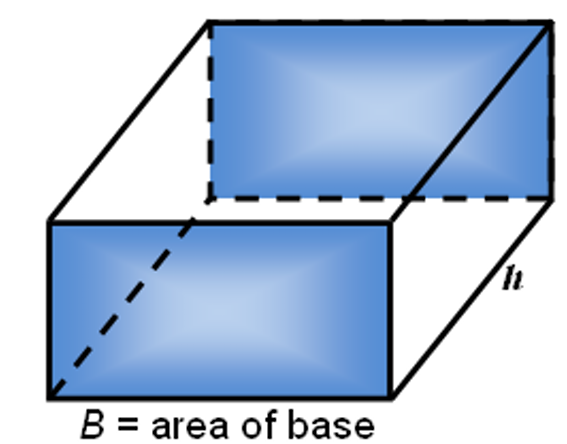 h
B = area of base